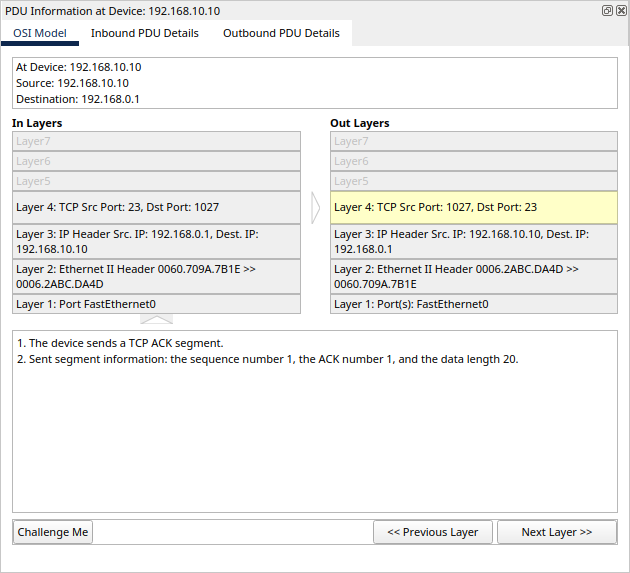 PDU Information at Device: 192.168.10.10
OSI Model
Inbound PDU Details
Outbound PDU Details
At Device: 192.168.10.10
Source: 192.168.10.10
Destination: 192.168.0.1
In Layers
Layer7
Layer6
Layer5
Layer 4: TCP Src Port: 23, Dst Port: 1027
Layer 3: IP Header Src. IP: 192.168.0.1, Dest. IP:
192.168.10.10
Layer 2: Ethernet II Header 0060.709A.7B1E >>
0006.2ABC.DA4D
Layer 1: Port FastEthernet0
Out Layers
Layer7
Layer6
Layer5
Layer 4: TCP Src Port: 1027, Dst Port: 23
Layer 3: IP Header Src. IP: 192.168.10.10, Dest. IP:
192.168.0.1
Layer 2: Ethernet II Header 0006.2ABC.DA4D >>
0060.709A.7B1E
Layer 1: Port(s): FastEthernet0
1. The device sends a TCP ACK segment.
2. Sent segment information: the sequence number 1, the ACK number 1, and the data length 20.
Challenge Me
<< Previous Layer
Next Layer >>